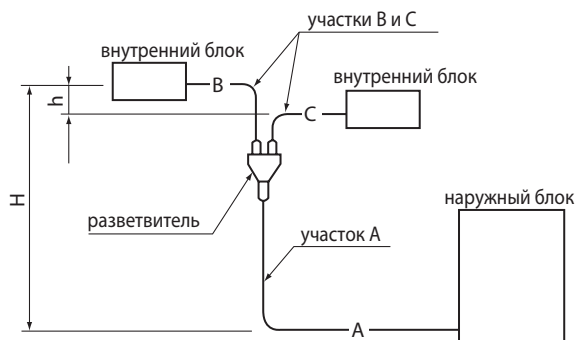 участки B и C
внутренний блок
B
внутренний блок
h
C
H
разветвитель
наружный блок
участок A
A